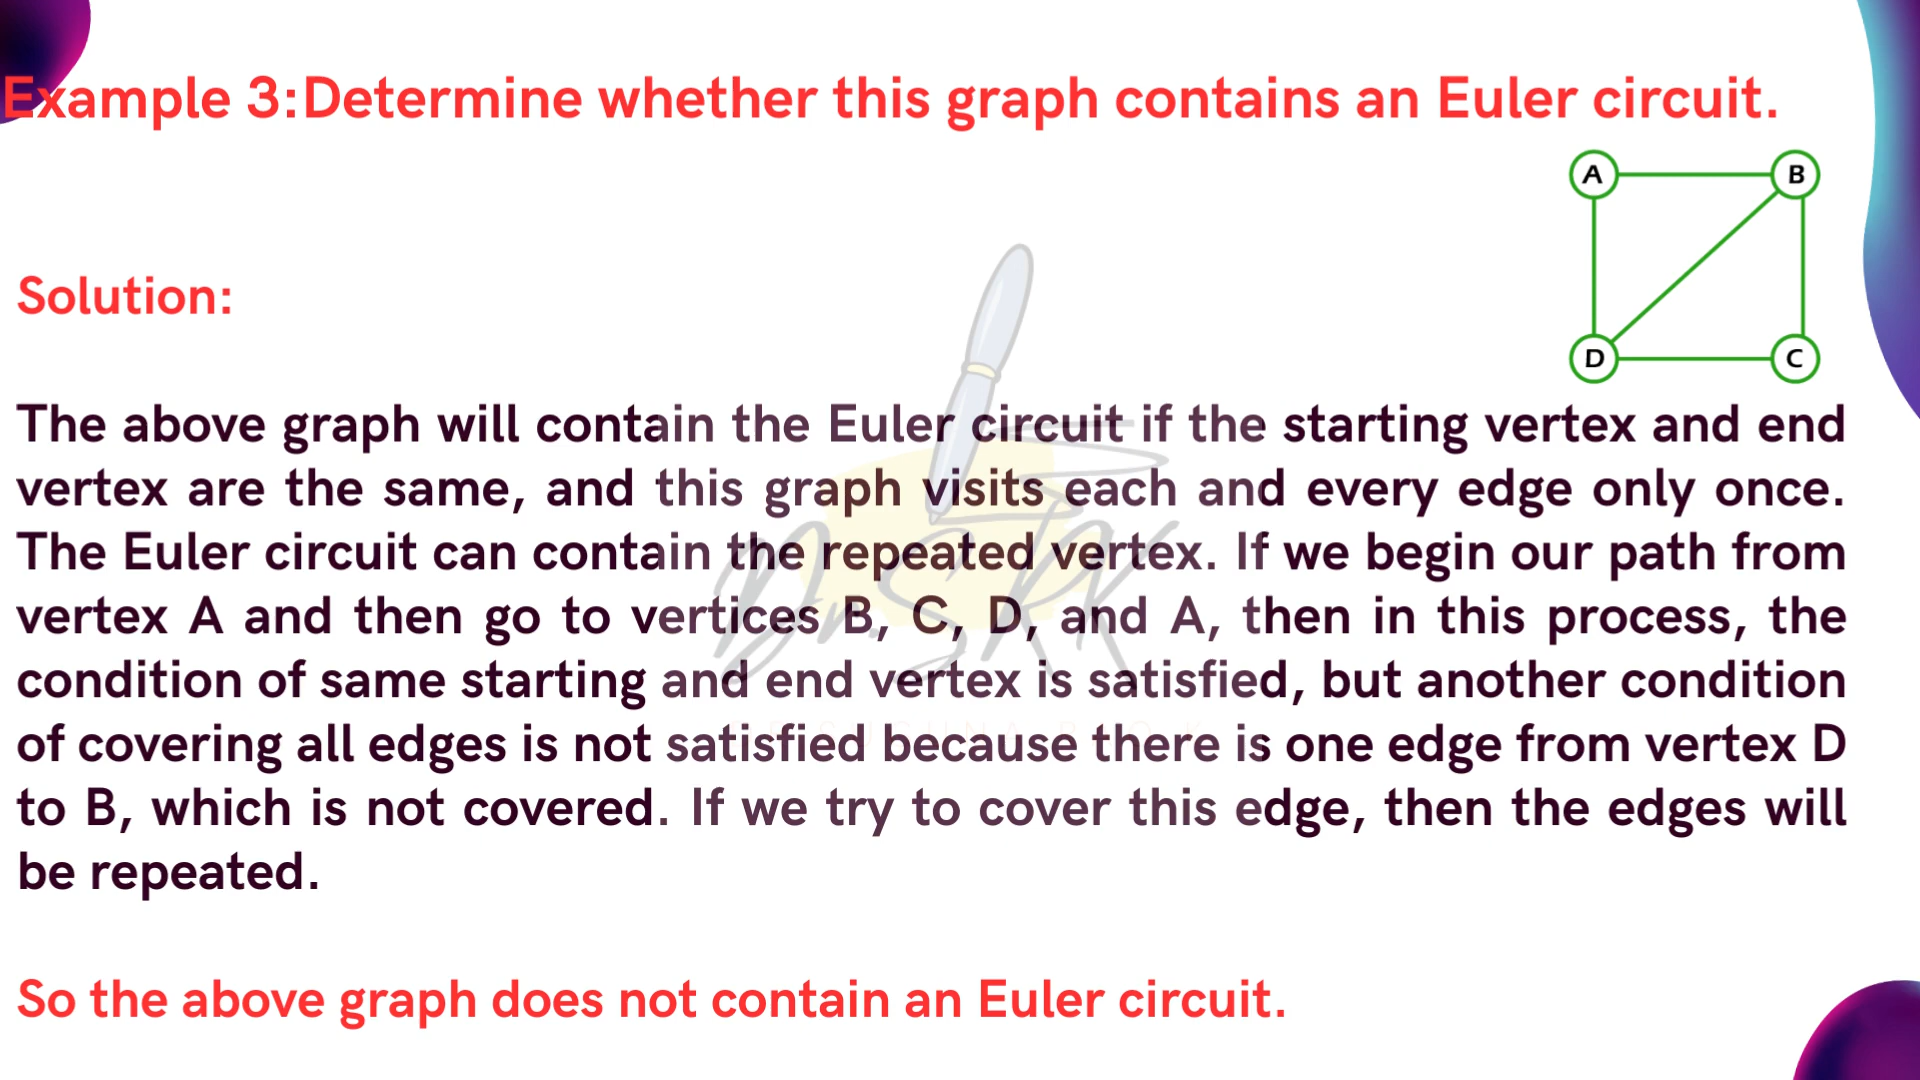 Example 3:Determine whether this graph contains an Euler circuit.
A
B
Solution:
D
C
The above graph will contain the Euler circuit if the starting vertex and end
vertex are the same, and this graph visits each and every edge only once.
The Euler circuit can contain the repeated vertex. If we begin our path from
vertex A and then go to vertices B, C, D, and A, then in this process, the
condition of same starting and end vertex is satisfied, but another condition
of covering all edges is not satisfied because there is one edge from vertex D
to B, which is not covered. If we try to cover this edge, then the edges will
be repeated.
So the above graph does not contain an Euler circuit.